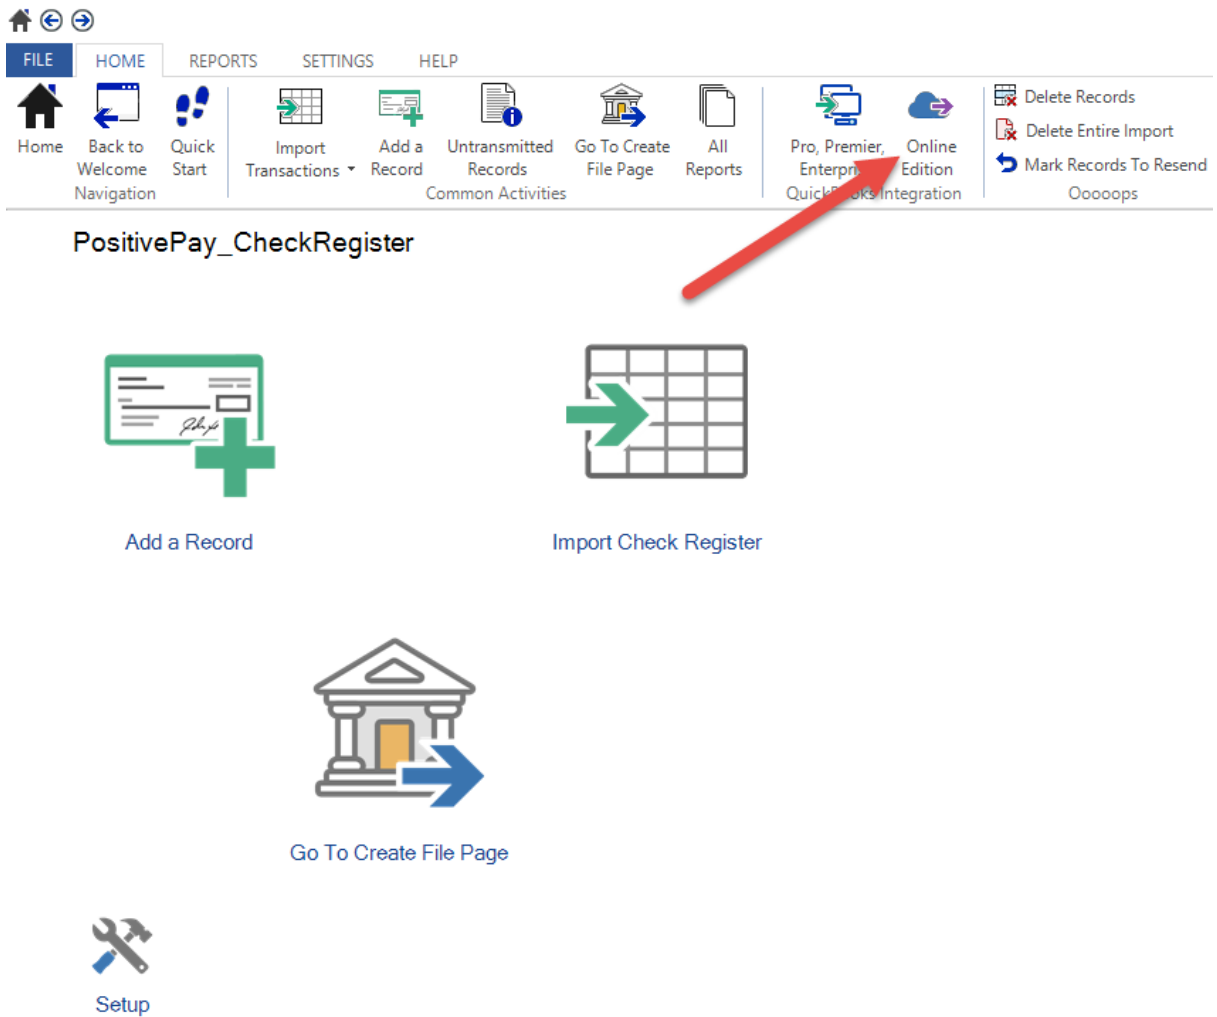 FILE HOME REPORTS SETTINGS HELP
Home
Back to
Welcome
Quick
Start
Navigation
Import
Transactions
Add a
Record
Untransmitted
Records
Go To Create
File Page
All
Reports
Common Activities
Pro, Premier,
Online
Edition
Integration
Delete Records
Delete Entire Import
Mark Records To Resend
Ooooops
PositivePay_CheckRegister
Add a Record
Import Check Register
Go To Create File Page
Setup